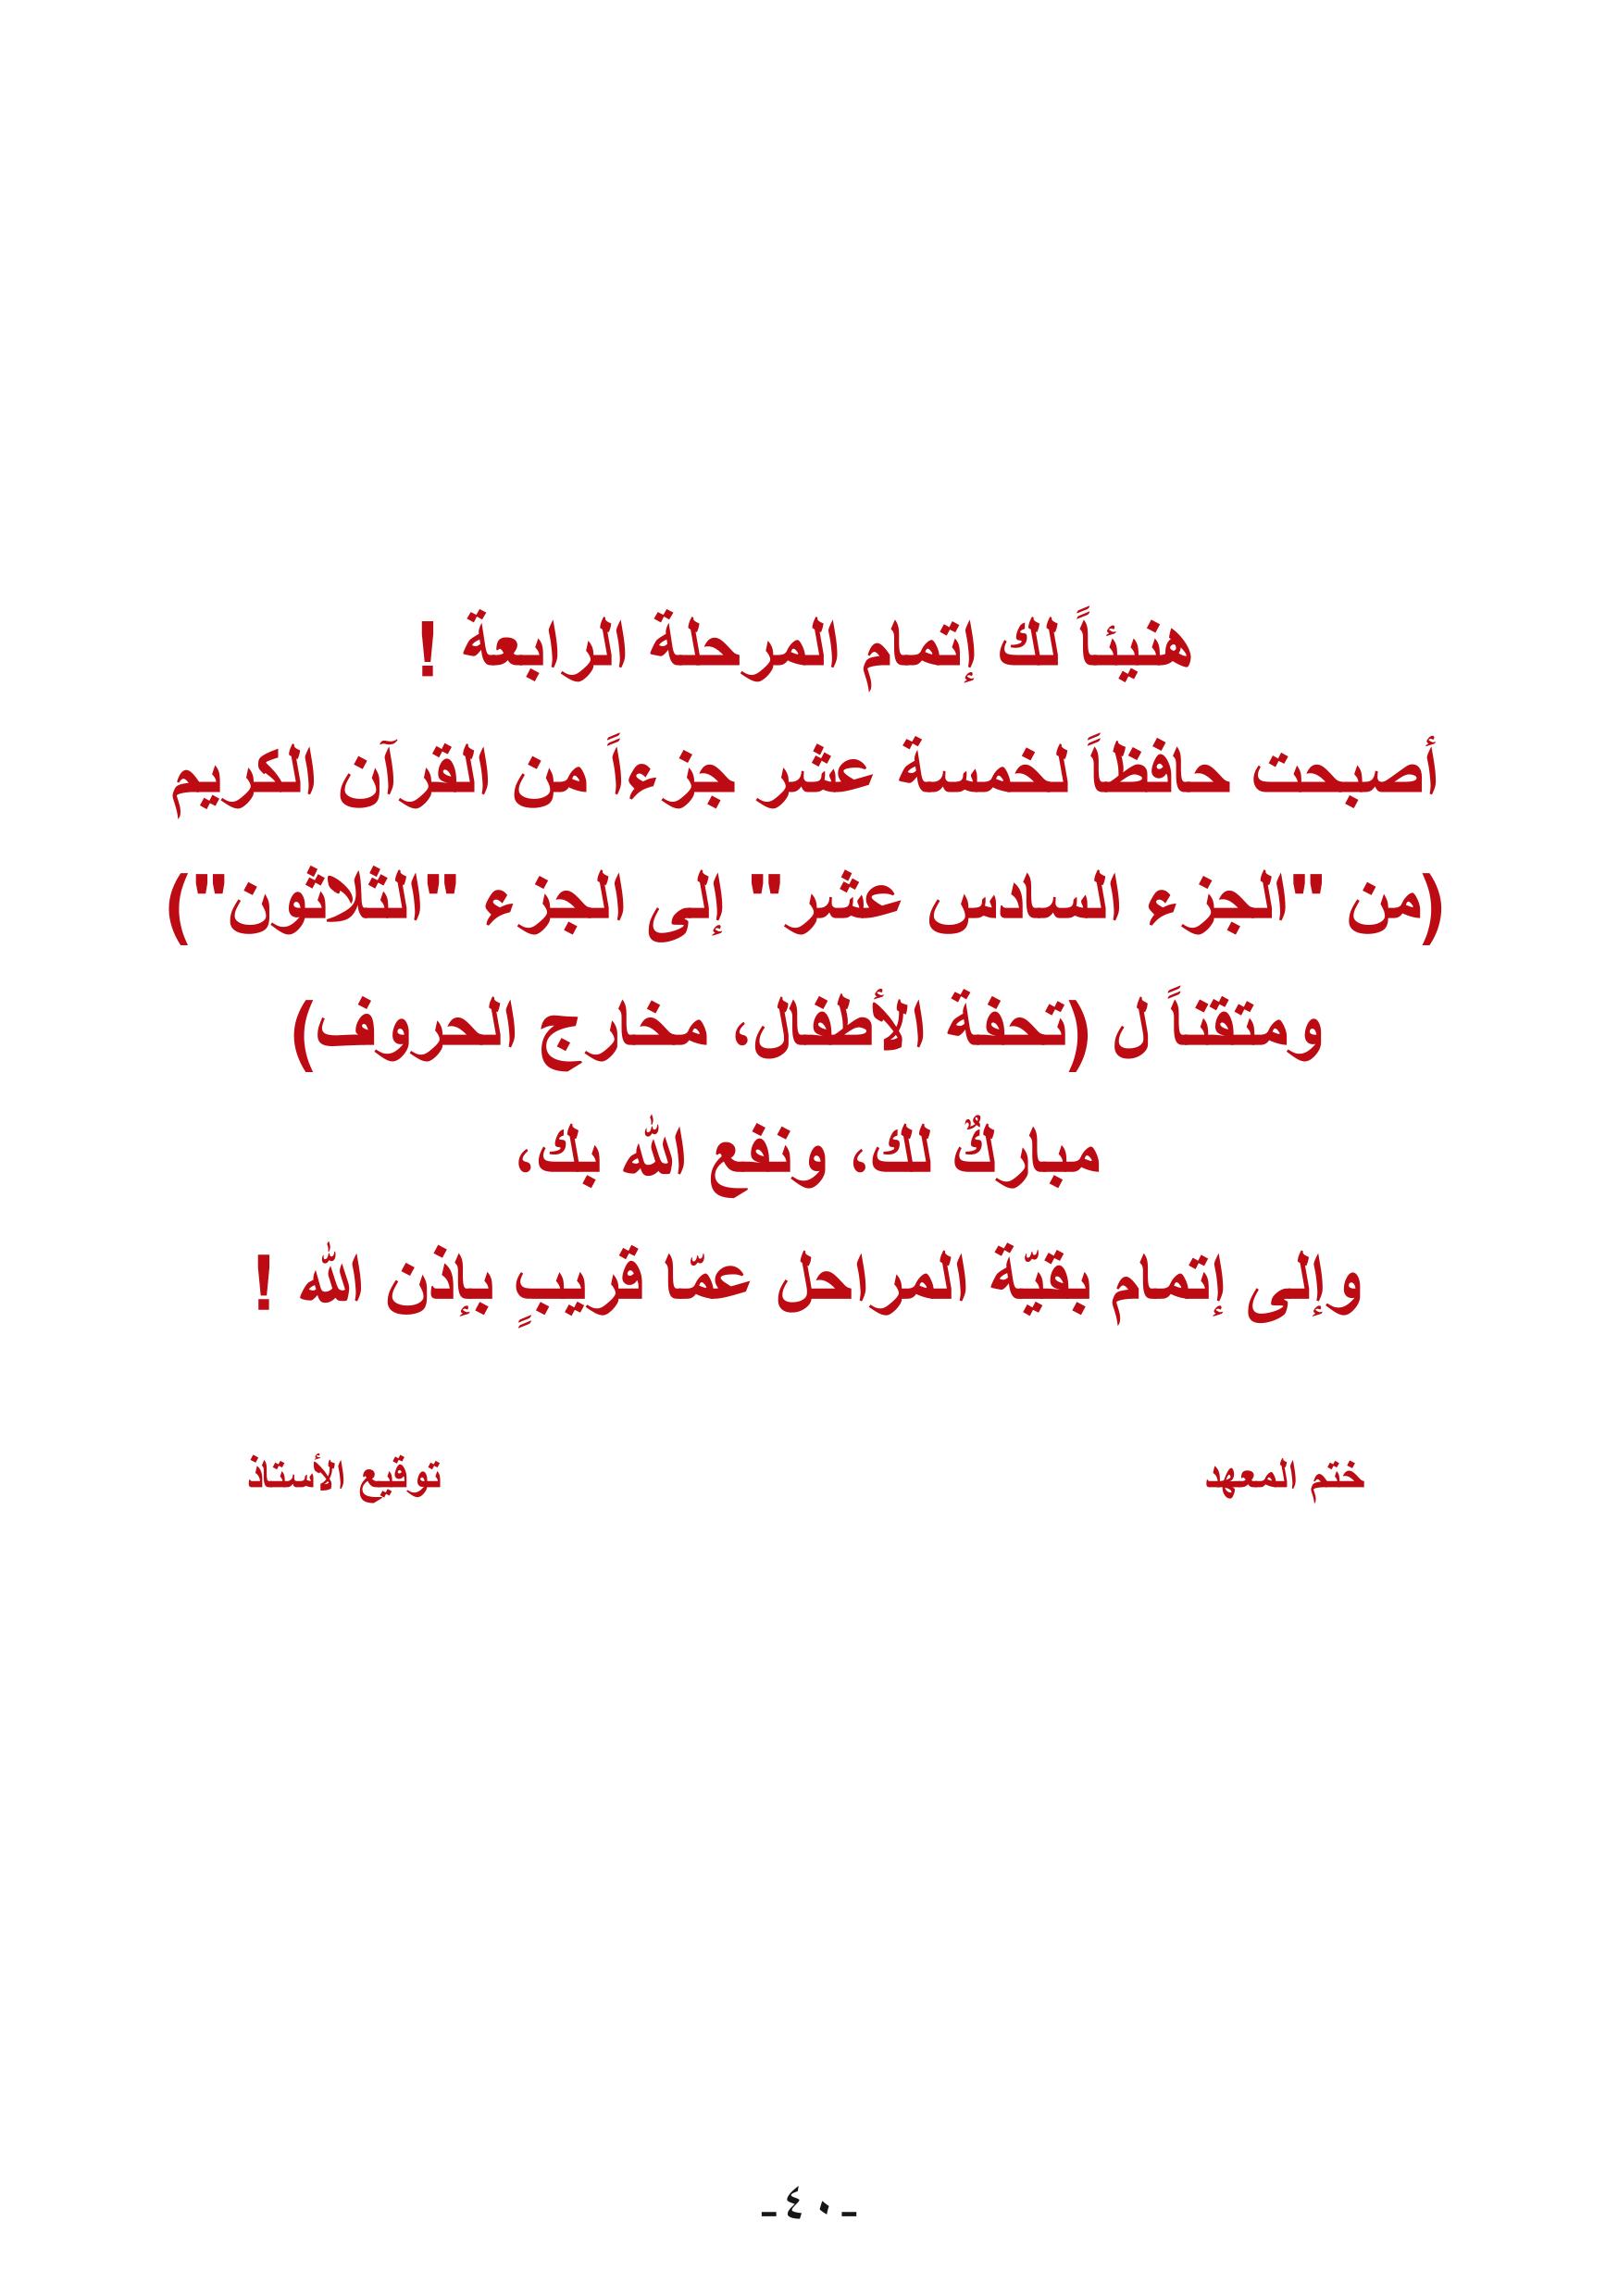 هنيئاً لك إتمام المرحلة الرابعة !
أصبحت حافظاً لخمسة عشر جزءاً من القرآن الكريم
(من "الجزء السادس عشر" إلى الجزء "الثلاثون")
ومتقتاً ل (تحفة الأطفال، مخارج الحروف)
مباركٌ لك، ونفع الله بك،
وإلى إتمام بقيّة المراحل عمّا قريبٍ بإذن الله !
ختم المعهد
توقيع الأستاذ
-٤٠-